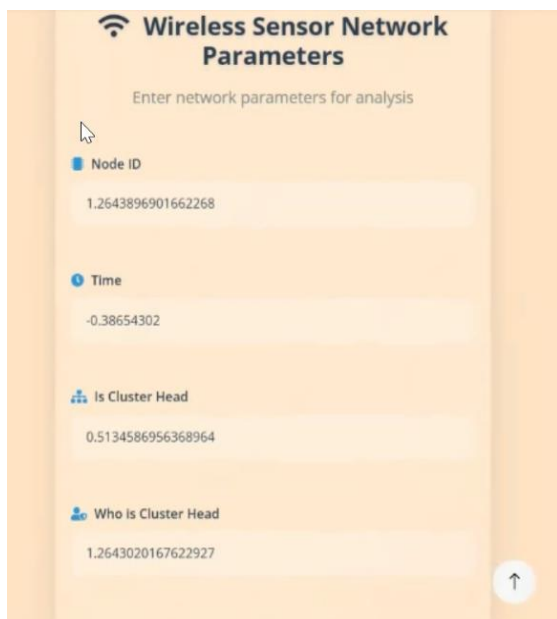 Wireless Sensor Network
Parameters
Enter network parameters for analysis
Node ID
1.2643896901662268
Time
-0.38654302
Is Cluster Head
0.5134586956368964
Who is Cluster Head
1.2643020167622927